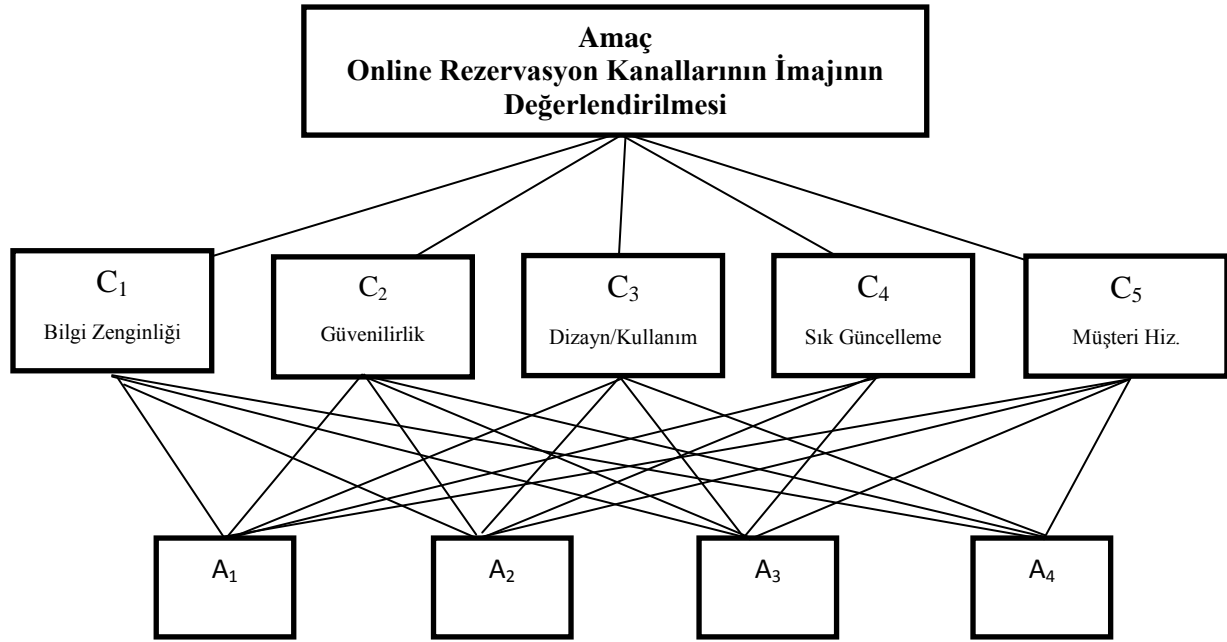 Amaç
Online Rezervasyon Kanallarının İmajının
Değerlendirilmesi
C₁
Bilgi Zenginliği
C₂
Güvenilirlik
C₃
Dizayn/Kullanım
C₄
Sık Güncelleme
C₅
Müşteri Hiz.
A₁
A₂
A₃
A₄